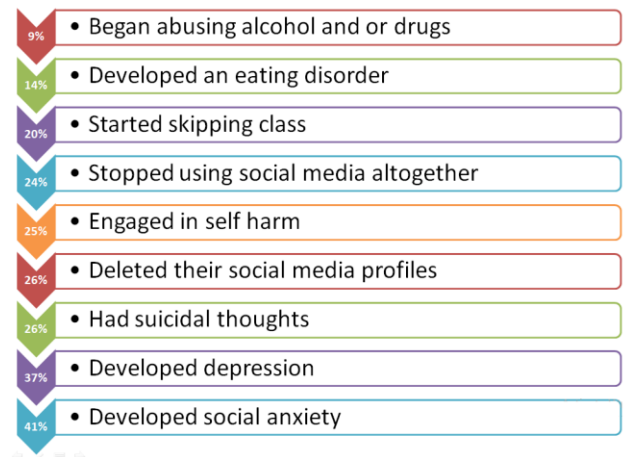 9% • Began abusing alcohol and or drugs
14% • Developed an eating disorder
20% • Started skipping class
24% • Stopped using social media altogether
25% • Engaged in self harm
26% • Deleted their social media profiles
26% • Had suicidal thoughts
37% • Developed depression
41% • Developed social anxiety